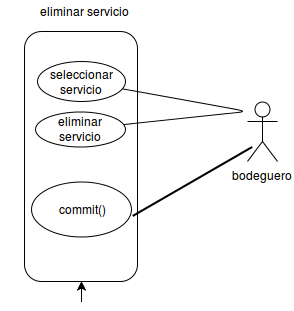 eliminar servicio
seleccionar
servicio
eliminar
servicio
bodeguero
commit()